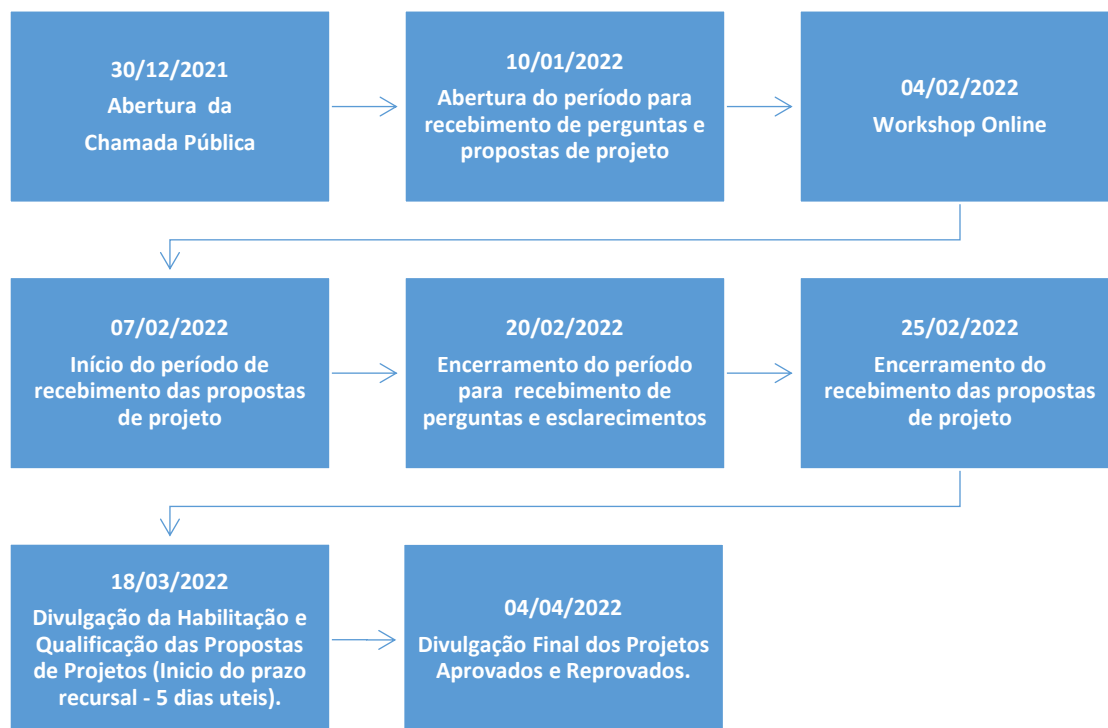 30/12/2021
Abertura da
Chamada Pública
10/01/2022
Abertura do período para
recebimento de perguntas e
propostas de projeto
04/02/2022
Workshop Online
07/02/2022
Início do período de
recebimento das propostas
de projeto
20/02/2022
Encerramento do período
para recebimento de
perguntas e esclarecimentos
25/02/2022
Encerramento do
recebimento das propostas
de projeto
18/03/2022
Divulgação da Habilitação e
Qualificação das Propostas
de Projetos (Inicio do prazo
recursal - 5 dias uteis).
04/04/2022
Divulgação Final dos Projetos
Aprovados e Reprovados.